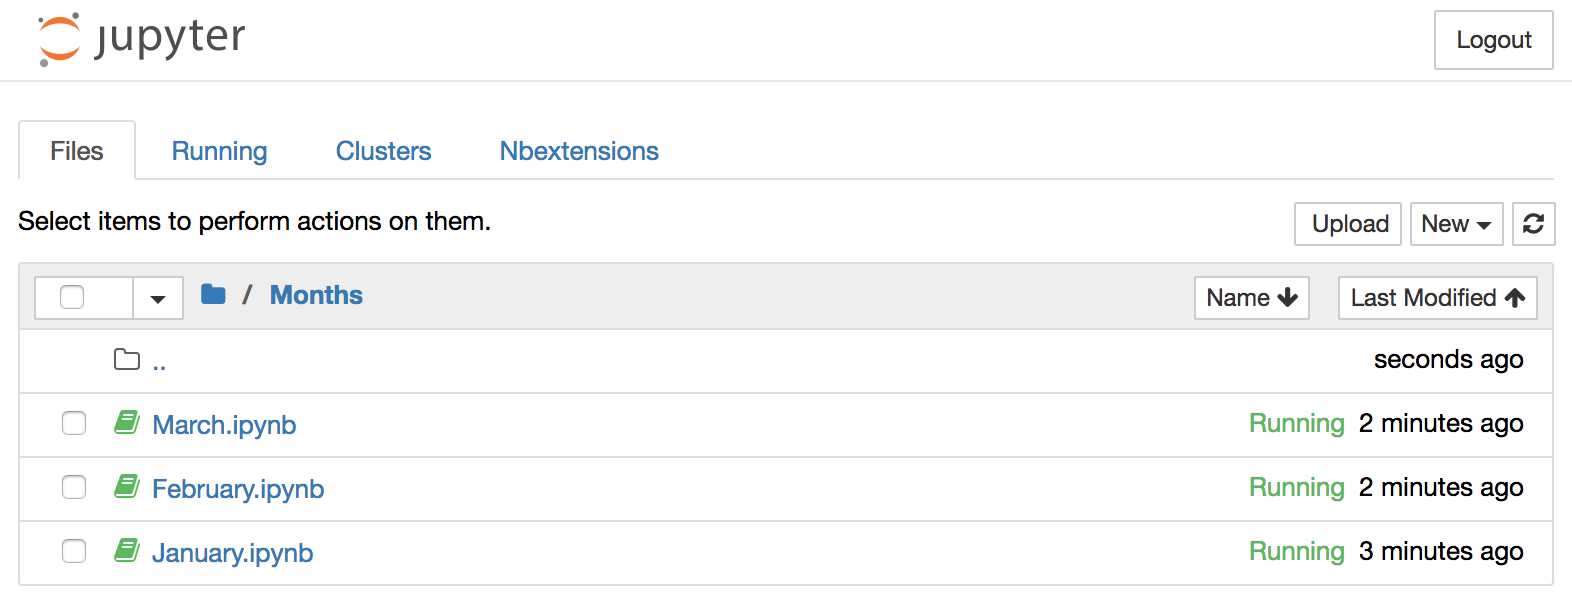 jupyter
Logout
Files Running Clusters Nbextensions
Select items to perform actions on them.
Upload New
/ Months
Name Last Modified
.. seconds ago
March.ipynb Running 2 minutes ago
February.ipynb Running 2 minutes ago
January.ipynb Running 3 minutes ago